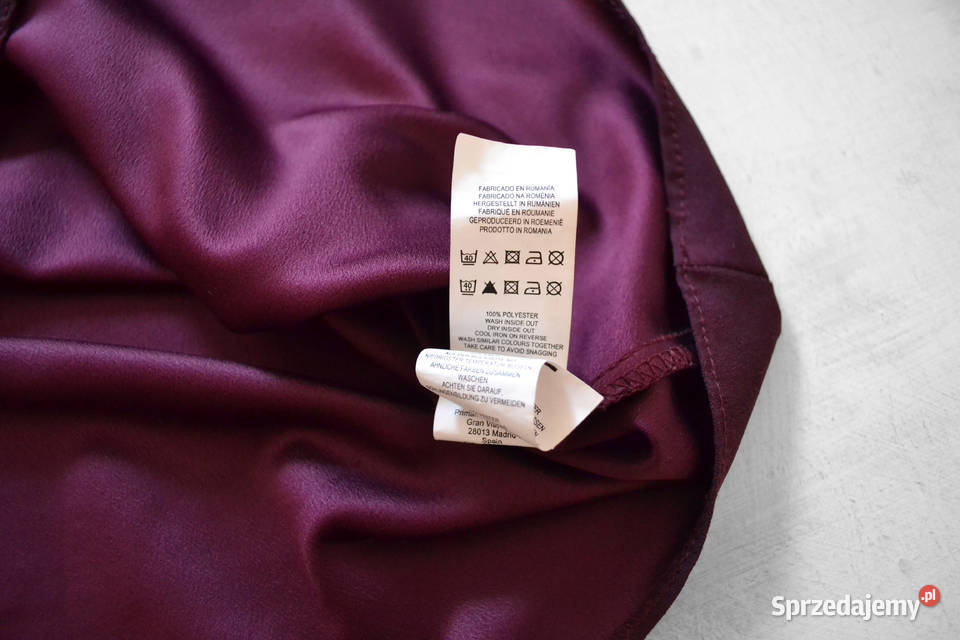 FABRICADO EN RUMANÍA
FABRICADO NA ROMÉNIA
HERGESTELLT IN RUMÄNIEN
FABRIQUÉ EN ROUMANIE
GEPRODUCEERD IN ROEMENIË
PRODOTTO IN ROMANIA
40
40
100% POLYESTER
WASH INSIDE OUT
DRY INSIDE OUT
COOL IRON ON REVERSE
WASH SIMILAR COLOURS TOGETHER
TAKE CARE TO AVOID SNAGGING
ÄHNLICHE FARBEN ZUSAMMEN
WASCHEN
ACHTEN SIE DARAUF,
ZU VERMEIDEN
Gran
28013 Madrid
Spain
Sprzedajemy.pl